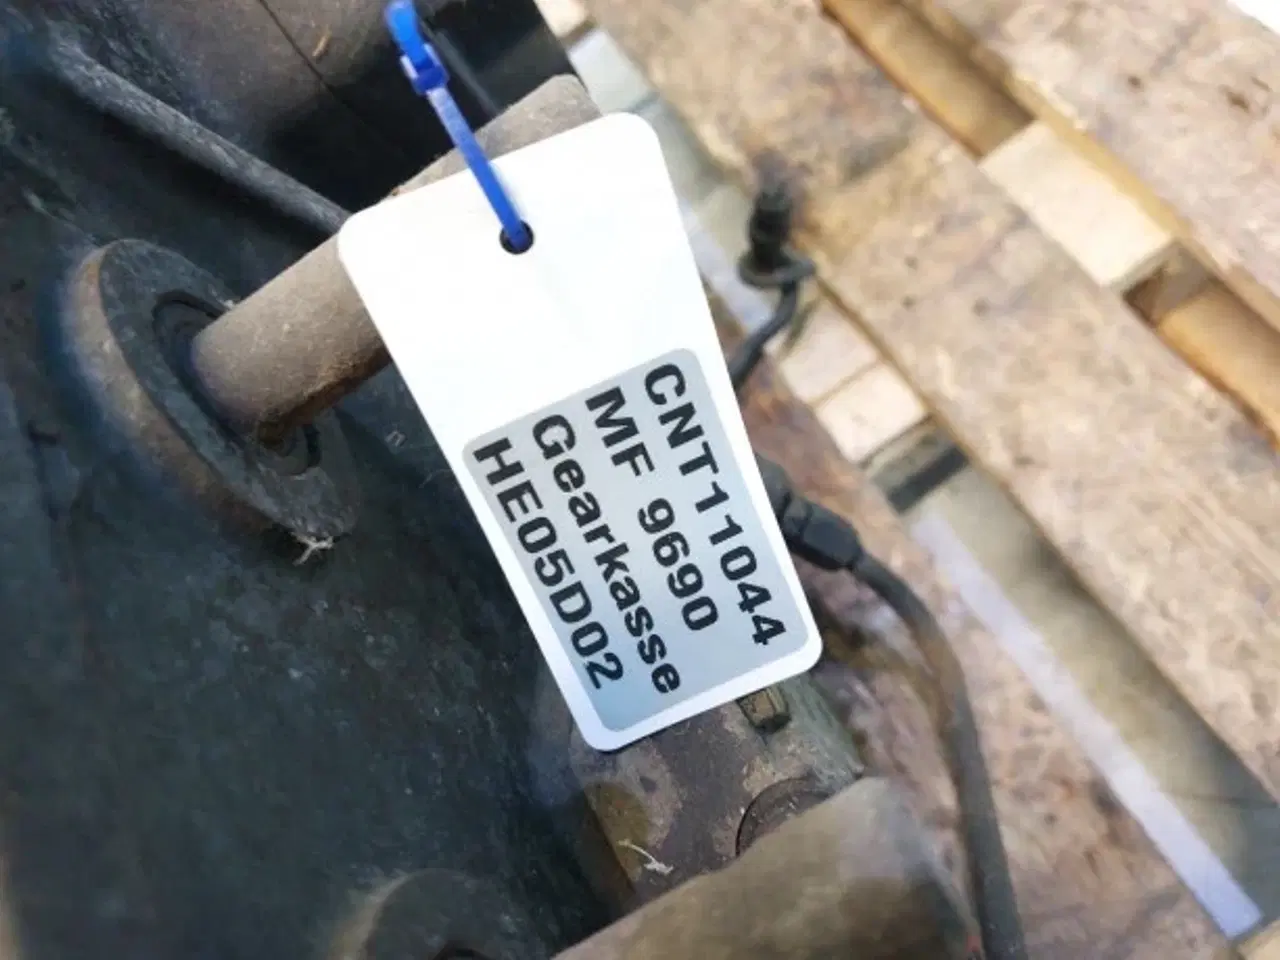 CNT11044
MF 9690
Gearkasse
HE05D02